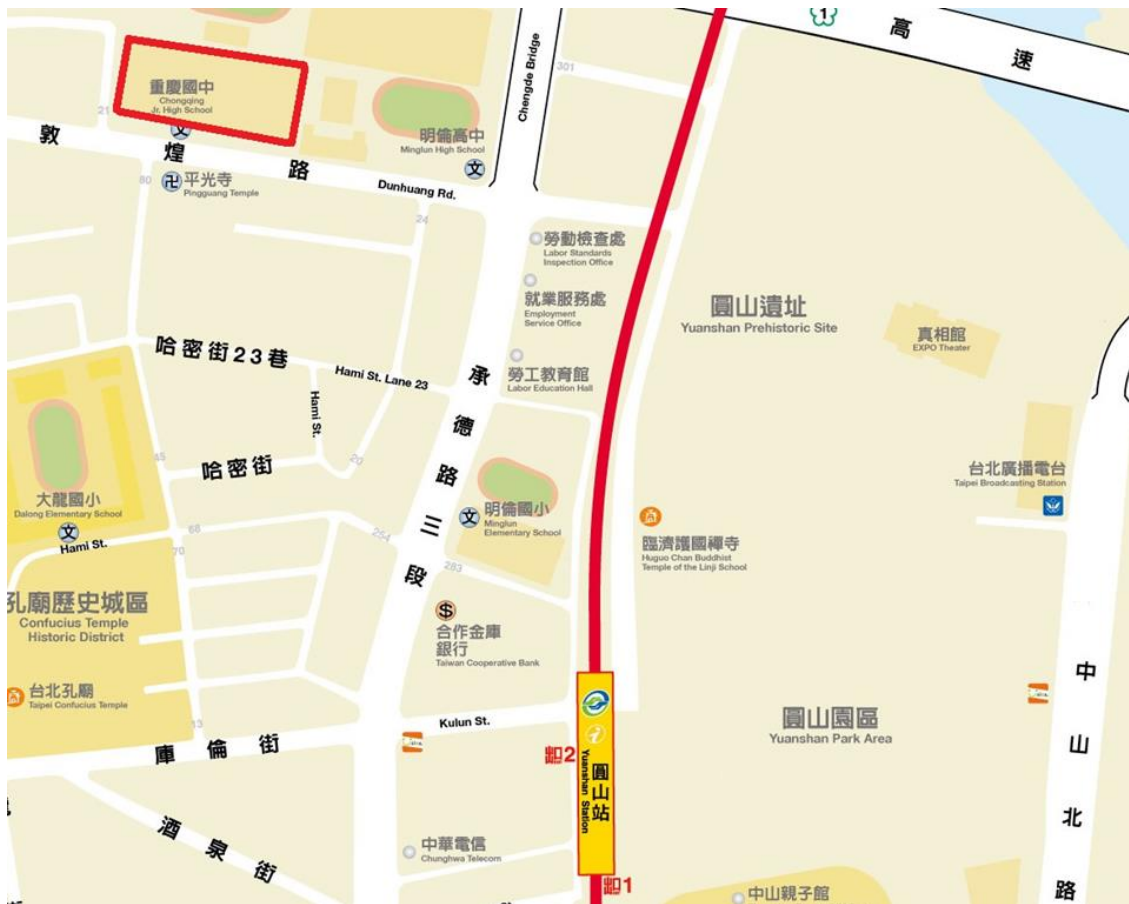 1
高速
重慶國中
Chongqing
Jr. High School
文
21
301
明倫高中
Minglun High School
文
Chengde Bridge
敦煌路
Dunhuang Rd.
80
卍
平光寺
Pingguang Temple
24
勞動檢查處
Labor Standards
Inspection Office
就業服務處
Employment
Service Office
圓山遺址
Yuanshan Prehistoric Site
真相館
EXPO Theater
哈密街23巷
Hami St. Lane 23
勞工教育館
Labor Education Hall
承德路三段
Hami St.
45
哈密街
20
大龍國小
Dalong Elementary School
文
Hami St.
68
70
254
文
明倫國小
Minglun
Elementary School
283
台北廣播電台
Taipei Broadcasting Station
臨濟護國禪寺
Huguo Chan Buddhist
Temple of the Linji School
孔廟歷史城區
Confucius Temple
Historic District
$
合作金庫
銀行
Taiwan Cooperative Bank
台北孔廟
Taipei Confucius Temple
13
庫倫街
Kulun St.
i
圓山站
Yuanshan Station
出口2
出口1
圓山園區
Yuanshan Park Area
中山北路
酒泉街
中華電信
Chunghwa Telecom
中山親子館